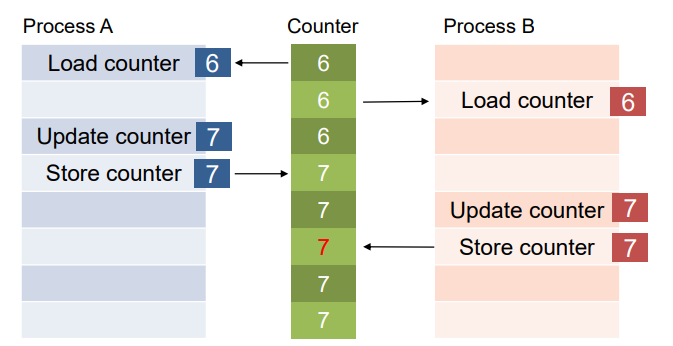 Process A Counter Process B
Load counter 6 6
6 Load counter 6
Update counter 7 6
Store counter 7 7
7 Update counter 7
7 Store counter 7
7
7